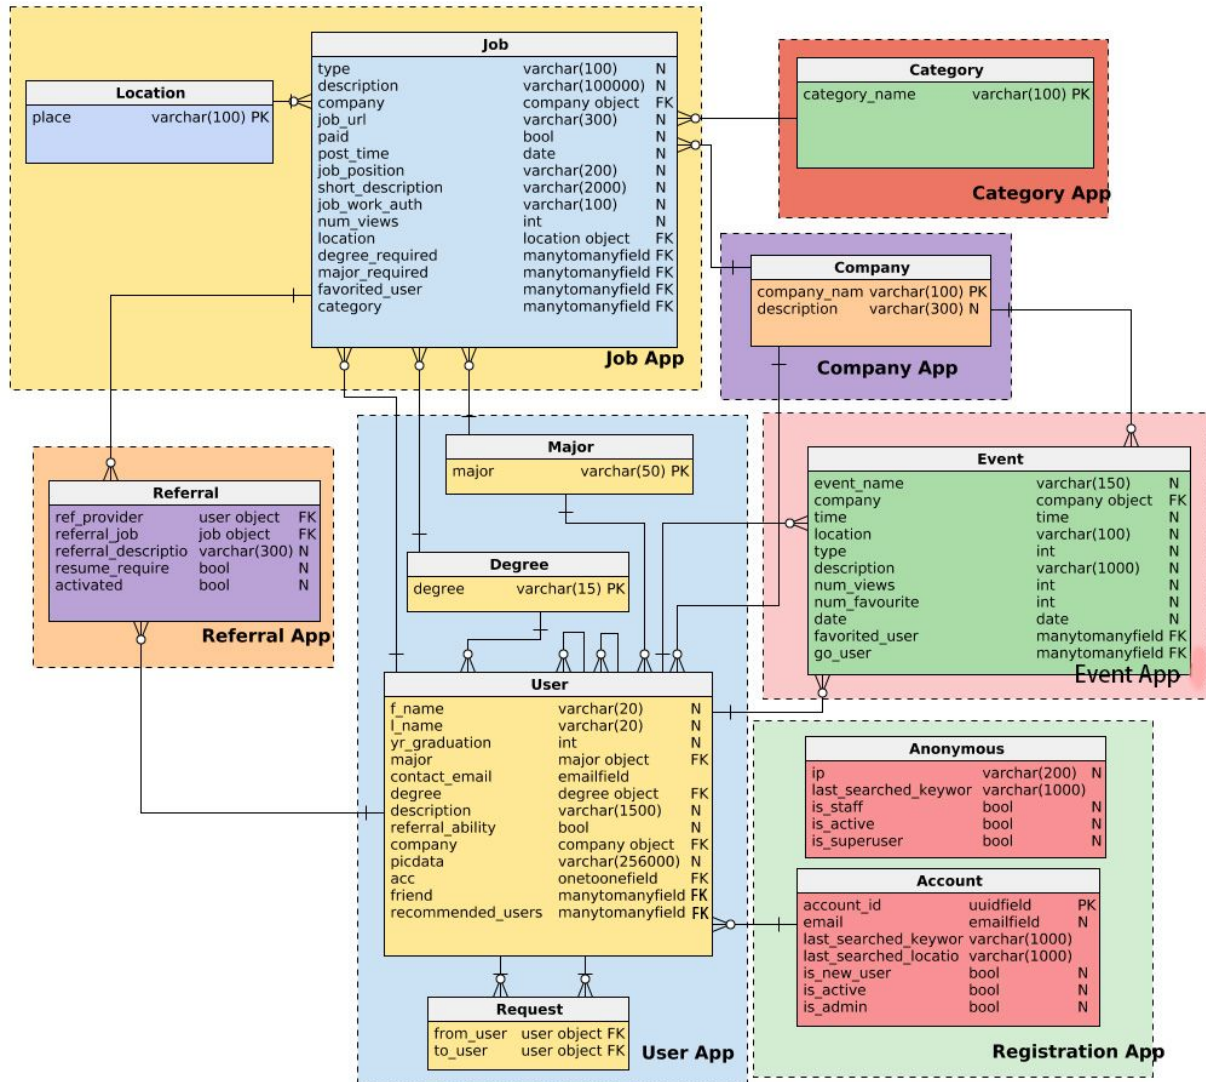 Job
type varchar(100) N
description varchar(100000) N
company company object FK
job_url varchar(300) N
paid bool N
post_time date N
job_position varchar(200) N
short_description varchar(2000) N
job_work_auth varchar(100) N
num_views int N
location location object FK
degree_required manytomanyfield FK
major_required manytomanyfield FK
favorited_user manytomanyfield FK
category manytomanyfield FK
Location
place varchar(100) PK
Job App
Category
category_name varchar(100) PK
Category App
Company
company_nam varchar(100) PK
description varchar(300) N
Company App
Major
major varchar(50) PK
Event
event_name varchar(150) N
company company object FK
time time N
location varchar(100) N
type int N
description varchar(1000) N
num_views int N
num_favourite int N
date date N
favorited_user manytomanyfield FK
go_user manytomanyfield FK
Event App
Referral
ref_provider user object FK
referral_job job object FK
referral_descriptio varchar(300) N
resume_require bool N
activated bool N
Referral App
Degree
degree varchar(15) PK
User
f_name varchar(20) N
l_name varchar(20) N
yr_graduation int N
major major object FK
contact_email emailfield
degree degree object FK
description varchar(1500) N
referral_ability bool N
company company object FK
picdata varchar(256000) N
acc onetoonefield FK
friend manytomanyfield FK
recommended_users manytomanyfield FK
Request
from_user user object FK
to_user user object FK
User App
Anonymous
ip varchar(200) N
last_searched_keywor varchar(1000)
is_staff bool N
is_active bool N
is_superuser bool N
Account
account_id uuidfield PK
email emailfield N
last_searched_keywor varchar(1000)
last_searched_locatio varchar(1000)
is_new_user bool N
is_active bool N
is_admin bool N
Registration App